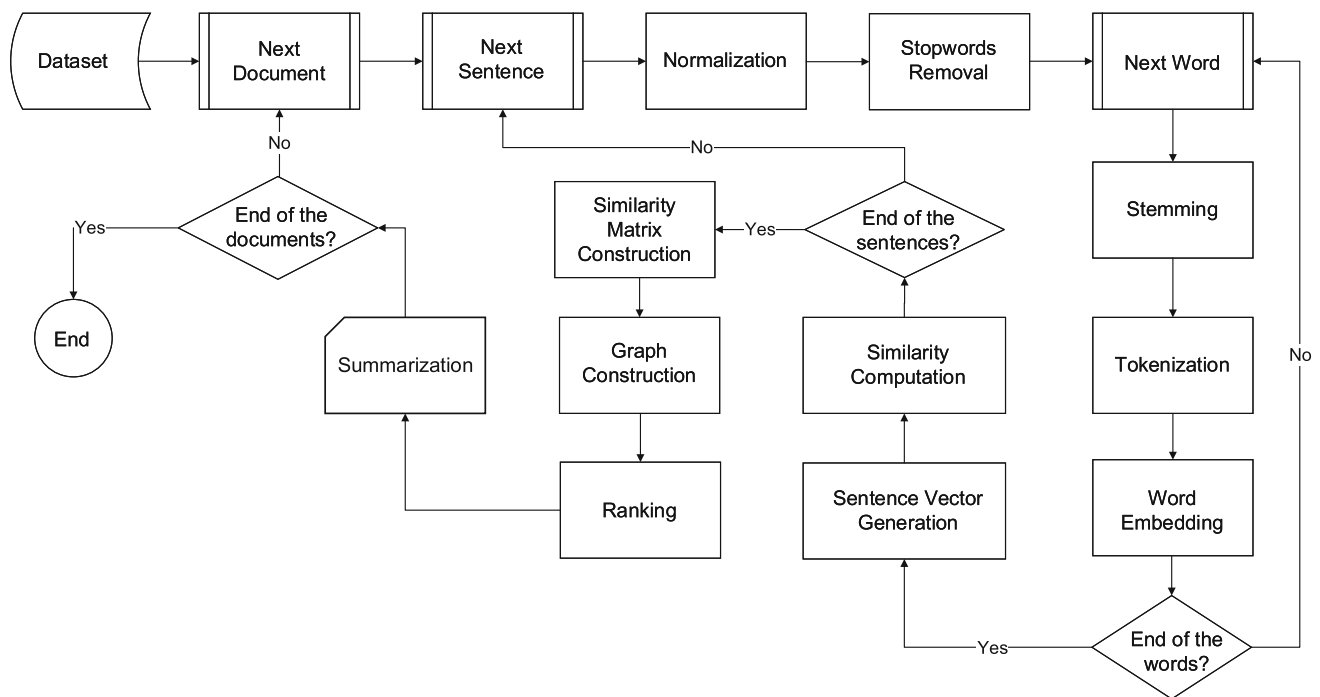 Dataset
Next
Document
Next
Sentence
Normalization
Stopwords
Removal
Next Word
No
No
Stemming
Similarity
Matrix
Construction
End of the
sentences?
Yes
End of the
documents?
Yes
End
Summarization
Graph
Construction
Similarity
Computation
Tokenization
No
Ranking
Sentence Vector
Generation
Word
Embedding
Yes
End of the
words?